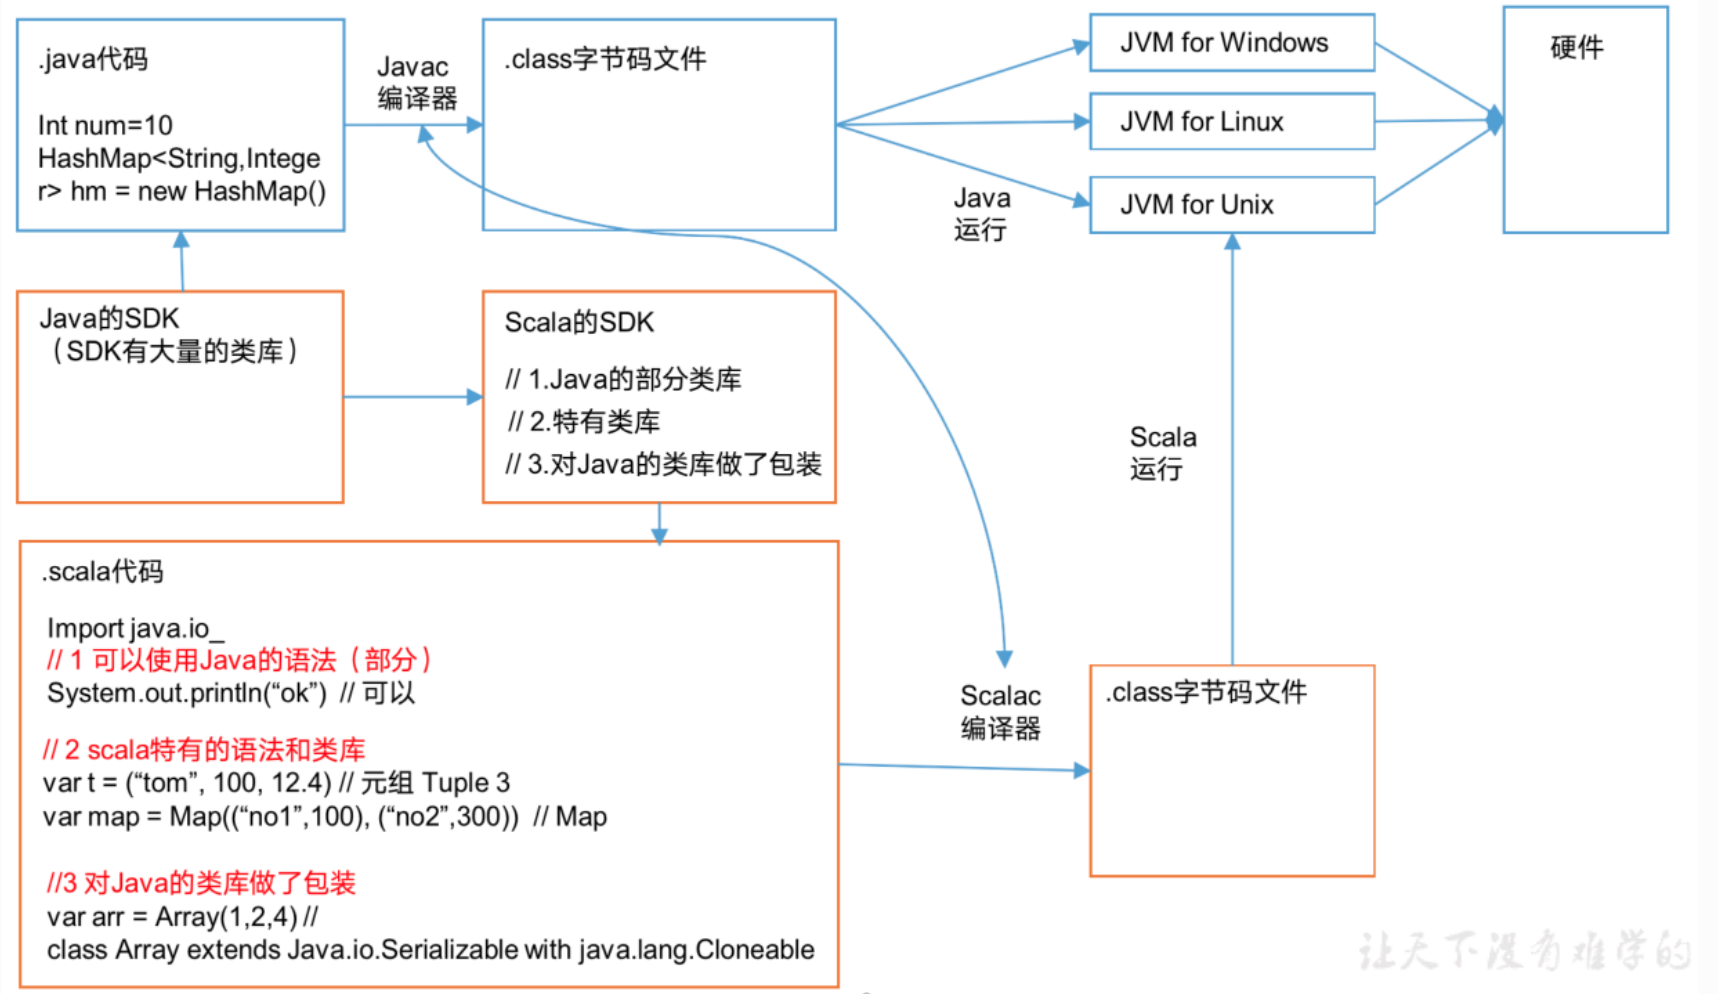 .java代码
Int num=10
HashMap<String,Intege
r> hm = new HashMap()
Javac
编译器
.class字节码文件
Java
运行
JVM for Windows
JVM for Linux
JVM for Unix
硬件
Java的SDK
（SDK有大量的类库）
Scala的SDK
// 1.Java的部分类库
// 2.特有类库
// 3.对Java的类库做了包装
Scala
运行
.scala代码
Import java.io_
// 1 可以使用Java的语法（部分）
System.out.println(“ok”) // 可以
// 2 scala特有的语法和类库
var t = (“tom”, 100, 12.4) // 元组 Tuple 3
var map = Map((“no1”,100), (“no2”,300)) // Map
//3 对Java的类库做了包装
var arr = Array(1,2,4) //
class Array extends Java.io.Serializable with java.lang.Cloneable
Scalac
编译器
.class字节码文件
让天下没有难学的